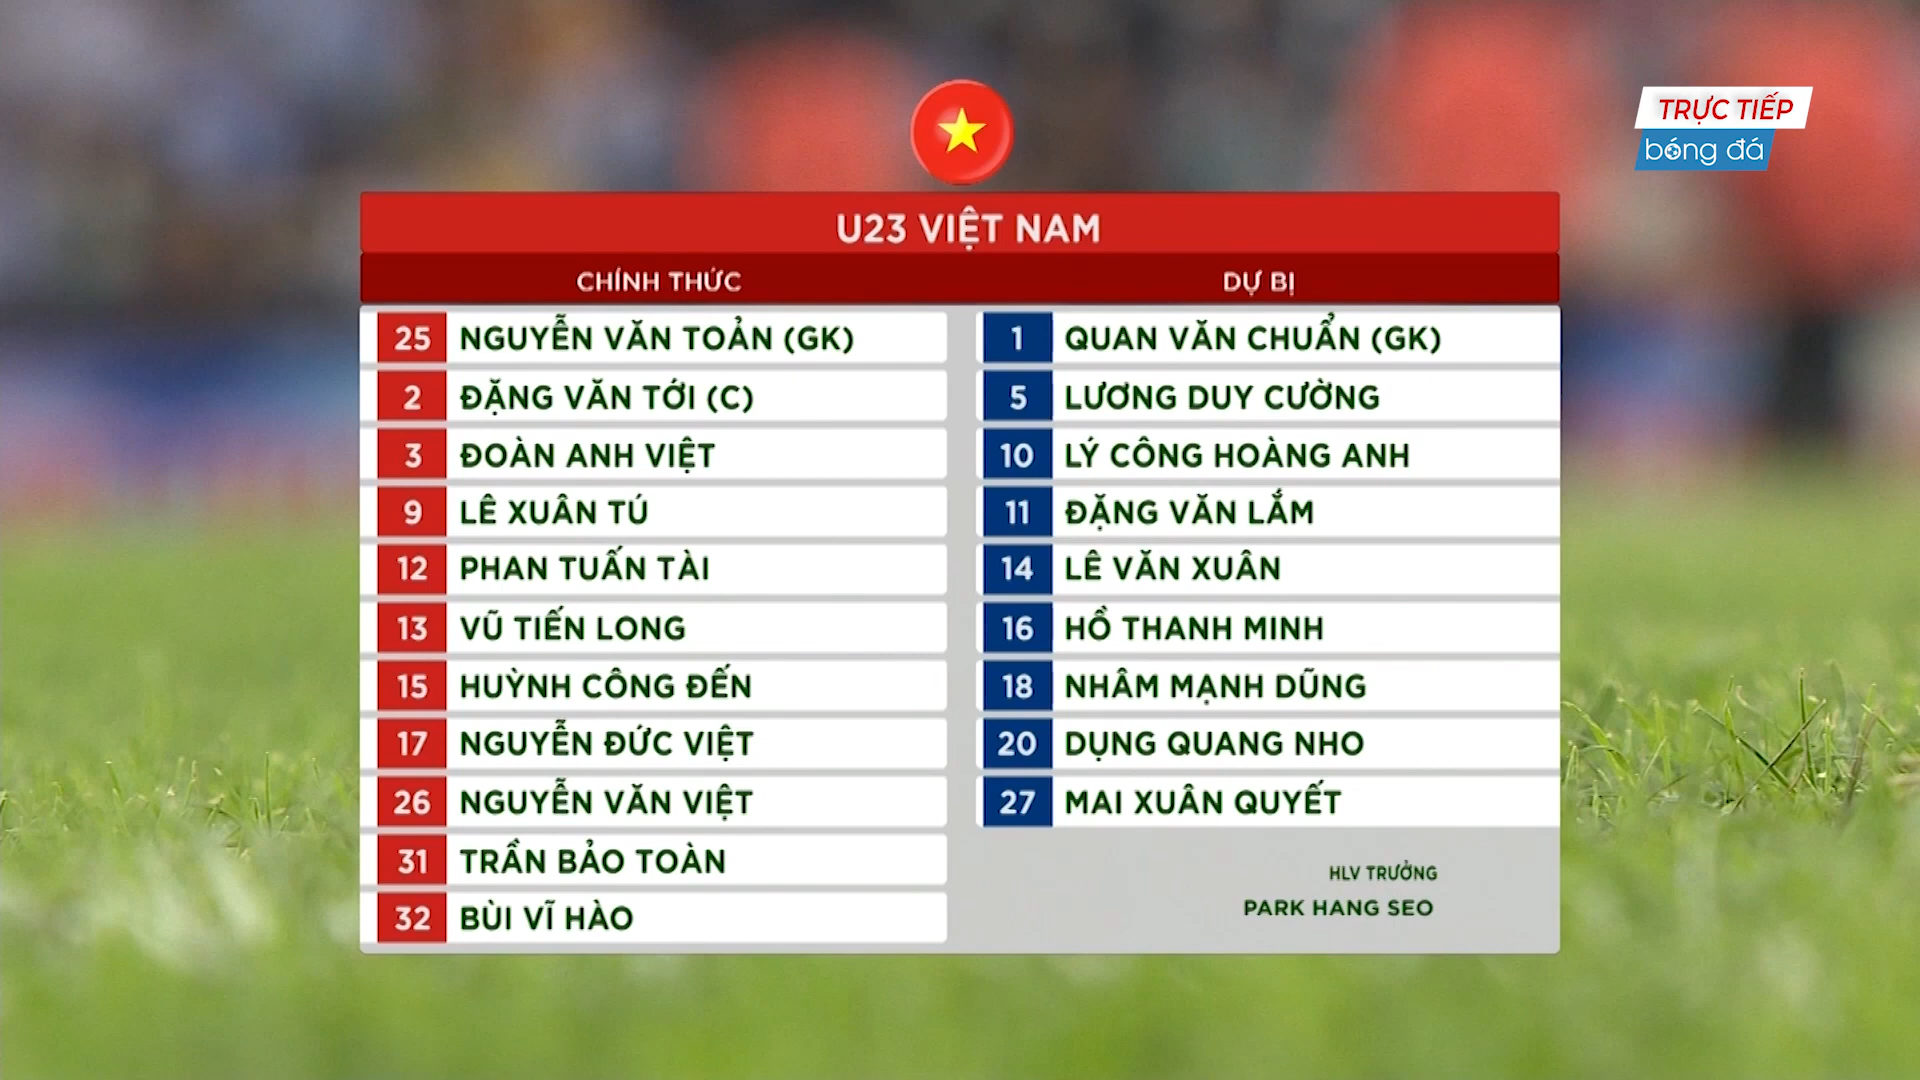 TRỰC TIẾP
bóng đá
U23 VIỆT NAM
CHÍNH THỨC
DỰ BỊ
25 NGUYỄN VĂN TOẢN (GK)
2 ĐẶNG VĂN TỚI (C)
3 ĐOÀN ANH VIỆT
9 LÊ XUÂN TÚ
12 PHAN TUẤN TÀI
13 VŨ TIẾN LONG
15 HUỲNH CÔNG ĐẾN
17 NGUYỄN ĐỨC VIỆT
26 NGUYỄN VĂN VIỆT
31 TRẦN BẢO TOÀN
32 BÙI VĨ HÀO
1 QUAN VĂN CHUẨN (GK)
5 LƯƠNG DUY CƯỜNG
10 LÝ CÔNG HOÀNG ANH
11 ĐẶNG VĂN LẮM
14 LÊ VĂN XUÂN
16 HỒ THANH MINH
18 NHÂM MẠNH DŨNG
20 DỤNG QUANG NHO
27 MAI XUÂN QUYẾT
HLV TRƯỞNG
PARK HANG SEO